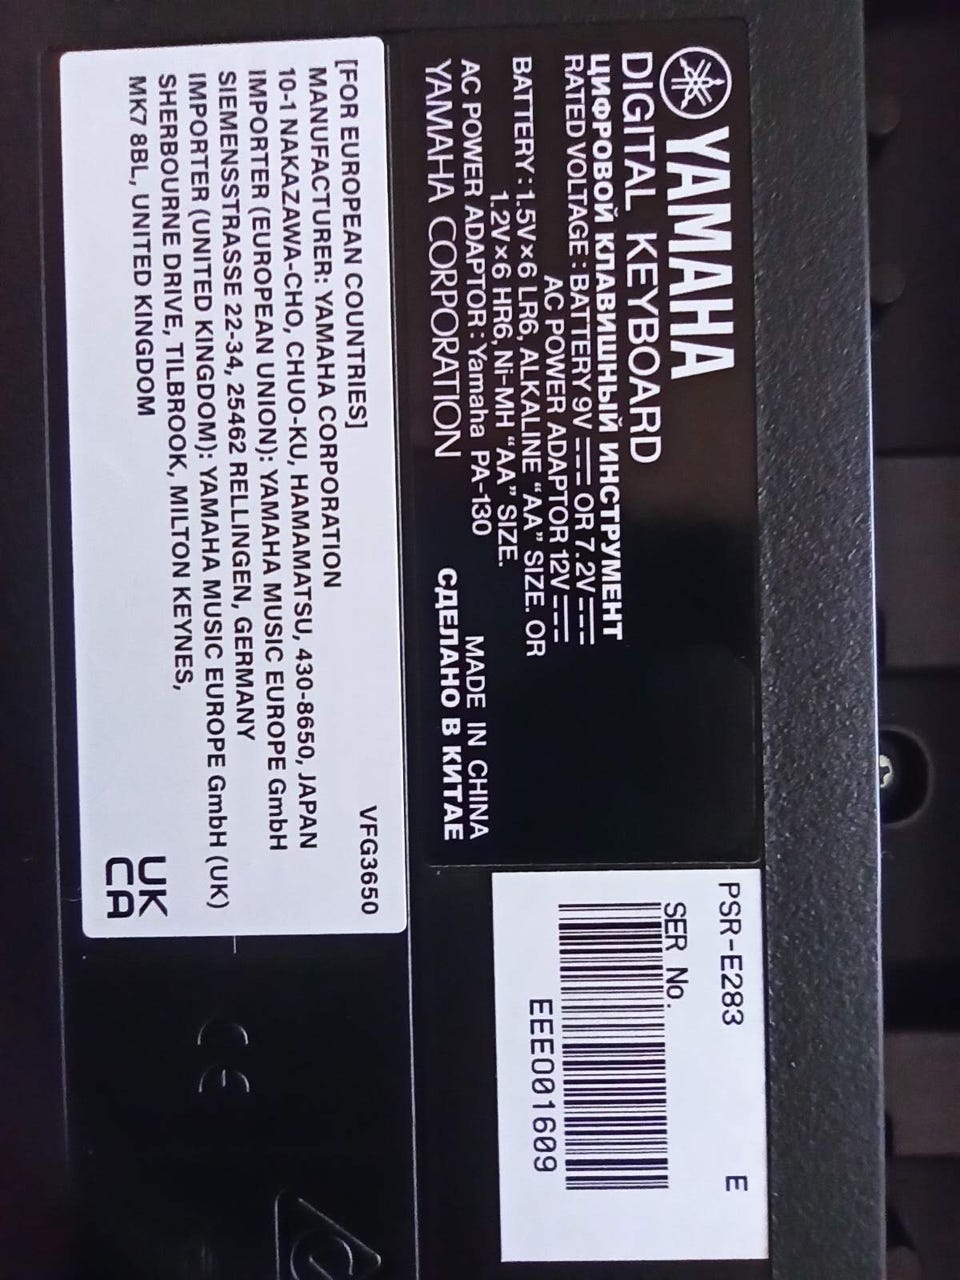 YAMAHA
DIGITAL KEYBOARD
ЦИФРОВОЙ КЛАВИШНЫЙ ИНСТРУМЕНТ
RATED VOLTAGE : BATTERY 9V ⎓ OR 7.2V ⎓
AC POWER ADAPTOR 12V ⎓
BATTERY : 1.5V×6 LR6, ALKALINE “AA” SIZE. OR
1.2V×6 HR6, Ni-MH “AA” SIZE.
AC POWER ADAPTOR : Yamaha PA-130
MADE IN CHINA
YAMAHA CORPORATION
СДЕЛАНО В КИТАЕ
PSR-E283 E
SER No.
EEEO01609
VFG3650
[FOR EUROPEAN COUNTRIES]
MANUFACTURER: YAMAHA CORPORATION
10-1 NAKAZAWA-CHO, CHUO-KU, HAMAMATSU, 430-8650, JAPAN
IMPORTER (EUROPEAN UNION): YAMAHA MUSIC EUROPE GmbH
SIEMENSSTRASSE 22-34, 25462 RELLINGEN, GERMANY
IMPORTER (UNITED KINGDOM): YAMAHA MUSIC EUROPE GmbH (UK)
SHERBOURNE DRIVE, TILBROOK, MILTON KEYNES,
MK7 8BL, UNITED KINGDOM
UK
CA
CE